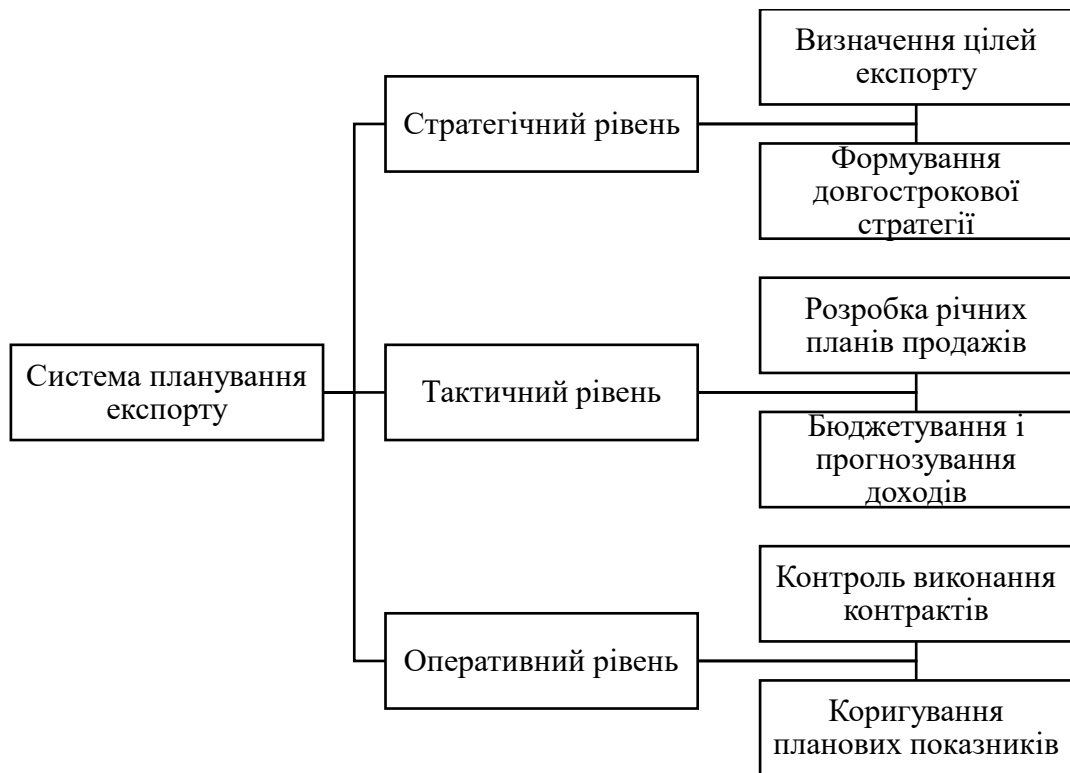 Визначення цілей
експорту
Стратегічний рівень
Формування
довгострокової
стратегії
Розробка річних
планів продажів
Система планування
експорту
Тактичний рівень
Бюджетування і
прогнозування
доходів
Контроль виконання
контрактів
Оперативний рівень
Коригування
планових показників